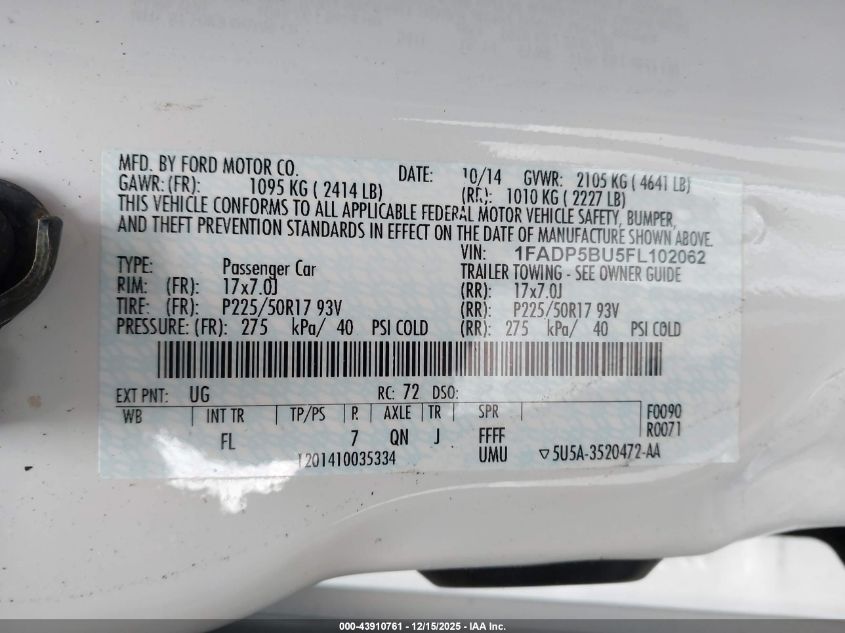 MFD. BY FORD MOTOR CO. DATE: 10/14 GVWR: 2105 KG ( 4641 LB)
GAWR:(FR): 1095 KG ( 2414 LB) (RR): 1010 KG ( 2227 LB)
THIS VEHICLE CONFORMS TO ALL APPLICABLE FEDERAL MOTOR VEHICLE SAFETY, BUMPER,
AND THEFT PREVENTION STANDARDS IN EFFECT ON THE DATE OF MANUFACTURE SHOWN ABOVE.
VIN: 1FADP5BU5FL102062
TYPE: Passenger Car TRAILER TOWING - SEE OWNER GUIDE
RIM: (FR): 17x7.0J (RR): 17x7.0J
TIRE: (FR): P225/50R17 93V (RR): P225/50R17 93V
PRESSURE: (FR): 275 kPa/ 40 PSI COLD (RR): 275 kPa/ 40 PSI COLD
EXT PNT: UG RC: 72 DSO:
WB INT TR TP/PS R AXLE TR SPR F0090
R0071
FL 7 QN J FFFF
1201410035334 UMU ▽5U5A-3520472-AA
000-43910761 - 12/15/2025 - IAA Inc.